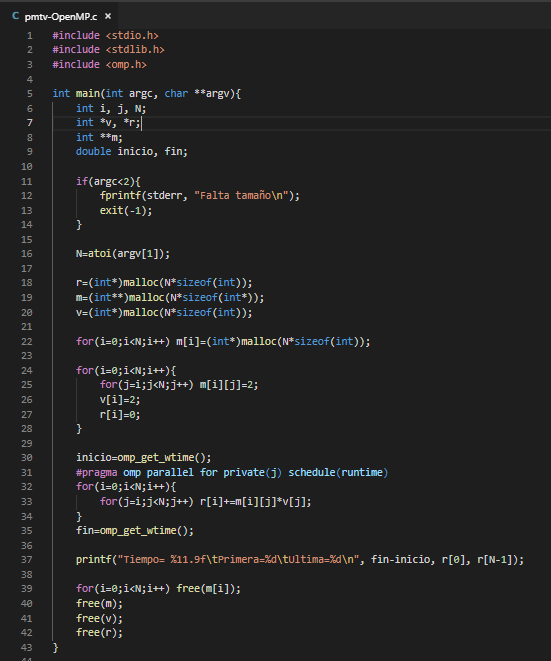 C pmtv-OpenMP.c ×
1 #include <stdio.h>
2 #include <stdlib.h>
3 #include <omp.h>
4
5 int main(int argc, char **argv){
6     int i, j, N;
7     int *v, *r;
8     int **m;
9     double inicio, fin;
10
11     if(argc<2){
12         fprintf(stderr, "Falta tamaño\n");
13         exit(-1);
14     }
15
16     N=atoi(argv[1]);
17
18     r=(int*)malloc(N*sizeof(int));
19     m=(int**)malloc(N*sizeof(int*));
20     v=(int*)malloc(N*sizeof(int));
21
22     for(i=0;i<N;i++) m[i]=(int*)malloc(N*sizeof(int));
23
24     for(i=0;i<N;i++){
25         for(j=i;j<N;j++) m[i][j]=2;
26         v[i]=2;
27         r[i]=0;
28     }
29
30     inicio=omp_get_wtime();
31     #pragma omp parallel for private(j) schedule(runtime)
32     for(i=0;i<N;i++){
33         for(j=i;j<N;j++) r[i]+=m[i][j]*v[j];
34     }
35     fin=omp_get_wtime();
36
37     printf("Tiempo= %11.9f\tPrimera=%d\tUltima=%d\n", fin-inicio, r[0], r[N-1]);
38
39     for(i=0;i<N;i++) free(m[i]);
40     free(m);
41     free(v);
42     free(r);
43 }